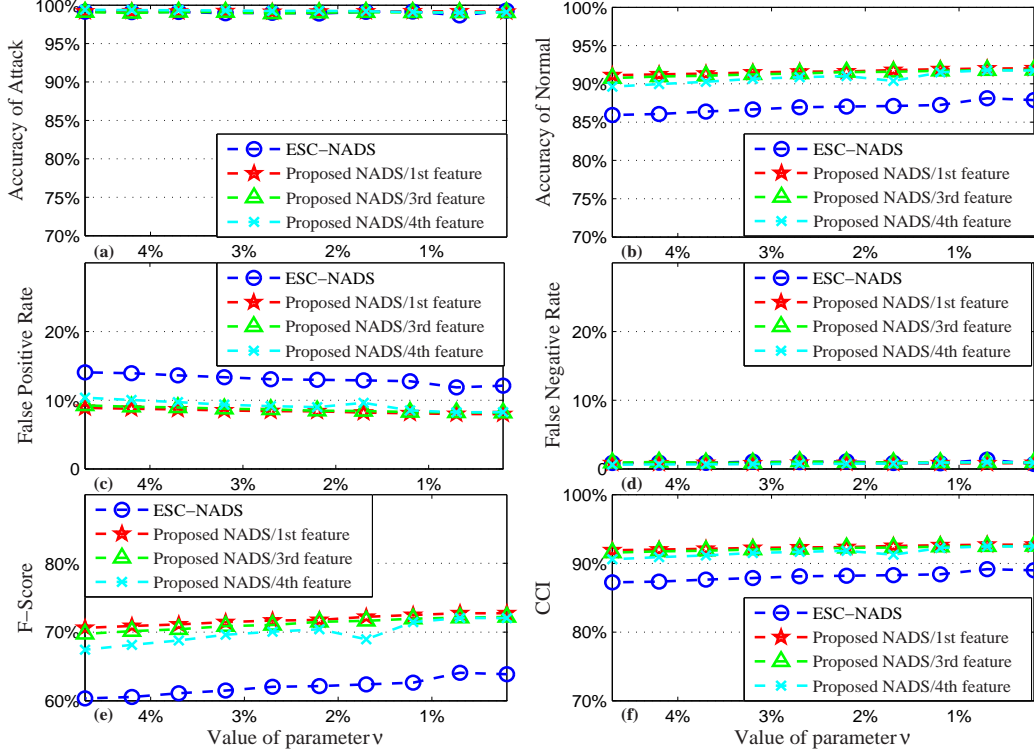 100%
95%
90%
85%
80%
75%
70%
Accuracy of Attack
ESC−NADS
Proposed NADS/1st feature
Proposed NADS/3rd feature
Proposed NADS/4th feature
(a)
4%
3%
2%
1%
100%
95%
90%
85%
80%
75%
70%
Accuracy of Normal
ESC−NADS
Proposed NADS/1st feature
Proposed NADS/3rd feature
Proposed NADS/4th feature
(b)
4%
3%
2%
1%
20%
10%
0
False Positive Rate
ESC−NADS
Proposed NADS/1st feature
Proposed NADS/3rd feature
Proposed NADS/4th feature
(c)
4%
3%
2%
1%
20%
10%
0
False Negative Rate
ESC−NADS
Proposed NADS/1st feature
Proposed NADS/3rd feature
Proposed NADS/4th feature
(d)
4%
3%
2%
1%
80%
70%
60%
F−Score
ESC−NADS
Proposed NADS/1st feature
Proposed NADS/3rd feature
Proposed NADS/4th feature
(e)
4%
3%
2%
1%
Value of parameter ν
100%
90%
80%
70%
CCI
ESC−NADS
Proposed NADS/1st feature
Proposed NADS/3rd feature
Proposed NADS/4th feature
(f)
4%
3%
2%
1%
Value of parameter ν